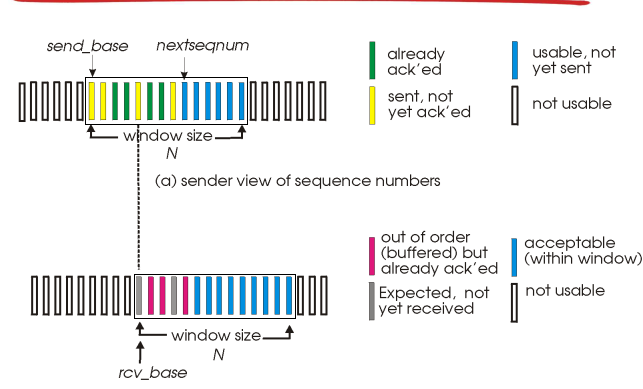 send_base nextseqnum
already
ack'ed
usable, not
yet sent
sent, not
yet ack'ed
not usable
window size
N
(a) sender view of sequence numbers
out of order
(buffered) but
already ack'ed
acceptable
(within window)
Expected, not
yet received
not usable
window size
N
rcv_base